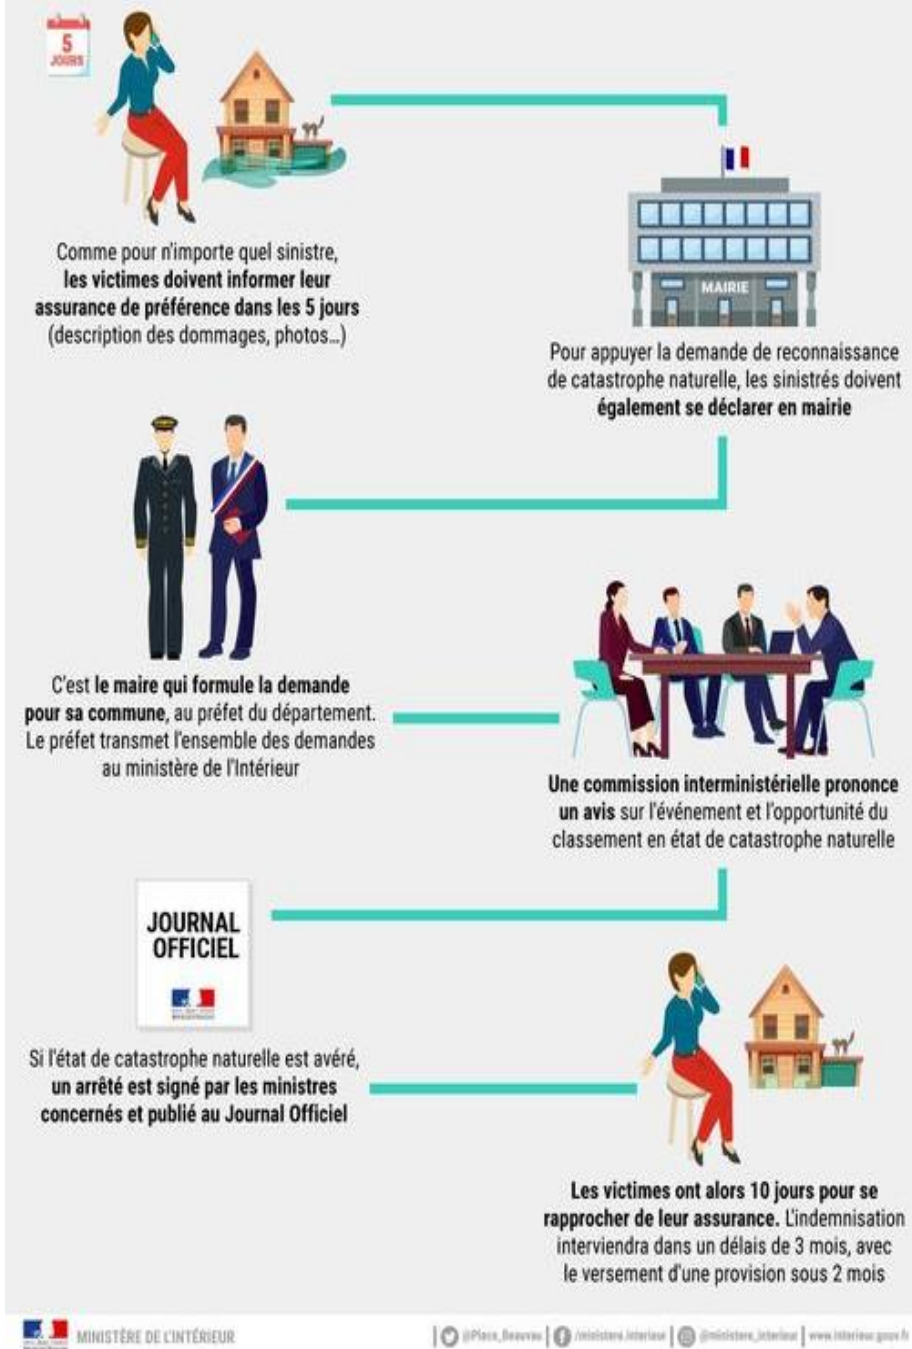 5
JOURS
Comme pour n'importe quel sinistre,
les victimes doivent informer leur
assurance de préférence dans les 5 jours
(description des dommages, photos...)
MAIRIE
Pour appuyer la demande de reconnaissance
de catastrophe naturelle, les sinistrés doivent
également se déclarer en mairie
C'est le maire qui formule la demande
pour sa commune, au préfet du département.
Le préfet transmet l'ensemble des demandes
au ministère de l'Intérieur
Une commission interministérielle prononce
un avis sur l'événement et l'opportunité du
classement en état de catastrophe naturelle
JOURNAL
OFFICIEL
Si l'état de catastrophe naturelle est avéré,
un arrêté est signé par les ministres
concernés et publié au Journal Officiel
Les victimes ont alors 10 jours pour se
rapprocher de leur assurance. L'indemnisation
interviendra dans un délais de 3 mois, avec
le versement d'une provision sous 2 mois
MINISTÈRE DE L'INTÉRIEUR | @Place_Beauvau | /ministere.interieur | @ministere_interieur | www.interieur.gouv.fr